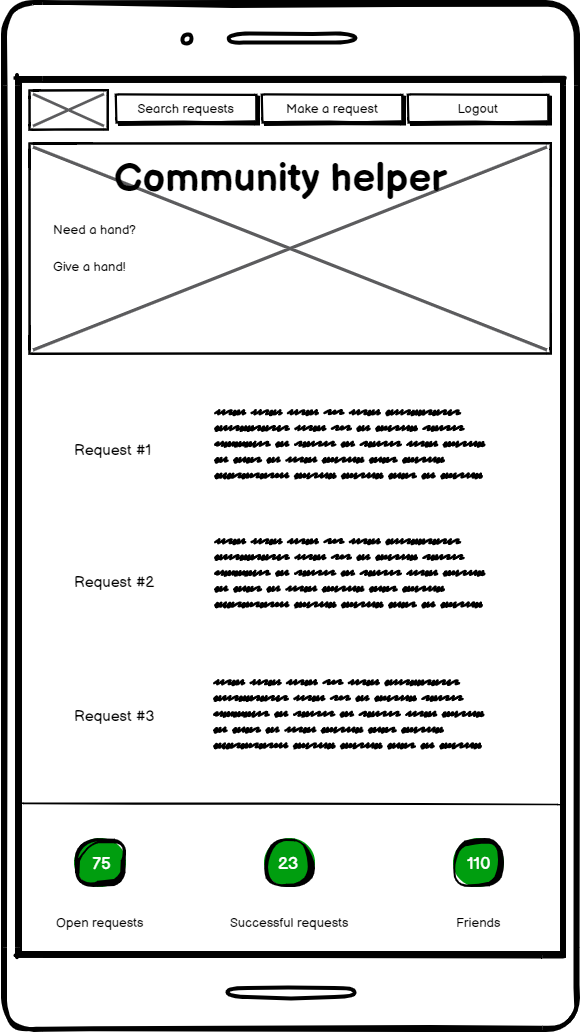 Search requests
Make a request
Logout
Community helper
Need a hand?
Give a hand!
Request #1
Request #2
Request #3
75
23
110
Open requests
Successful requests
Friends